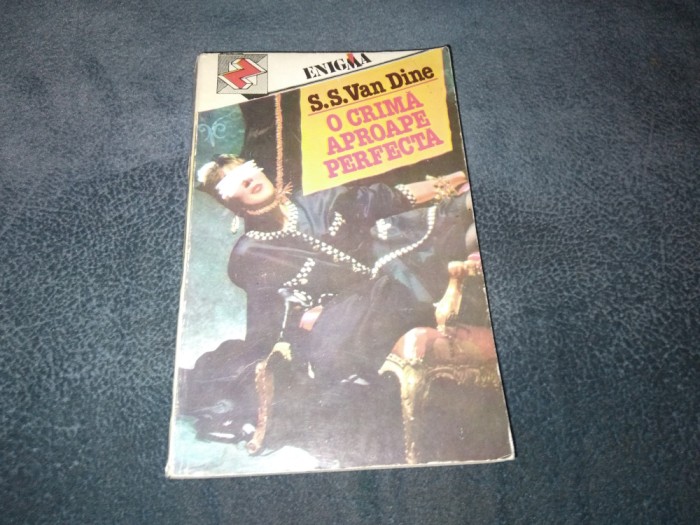 ENIGMA
S.S. Van Dine
O CRIMĂ
APROAPE
PERFECTĂ